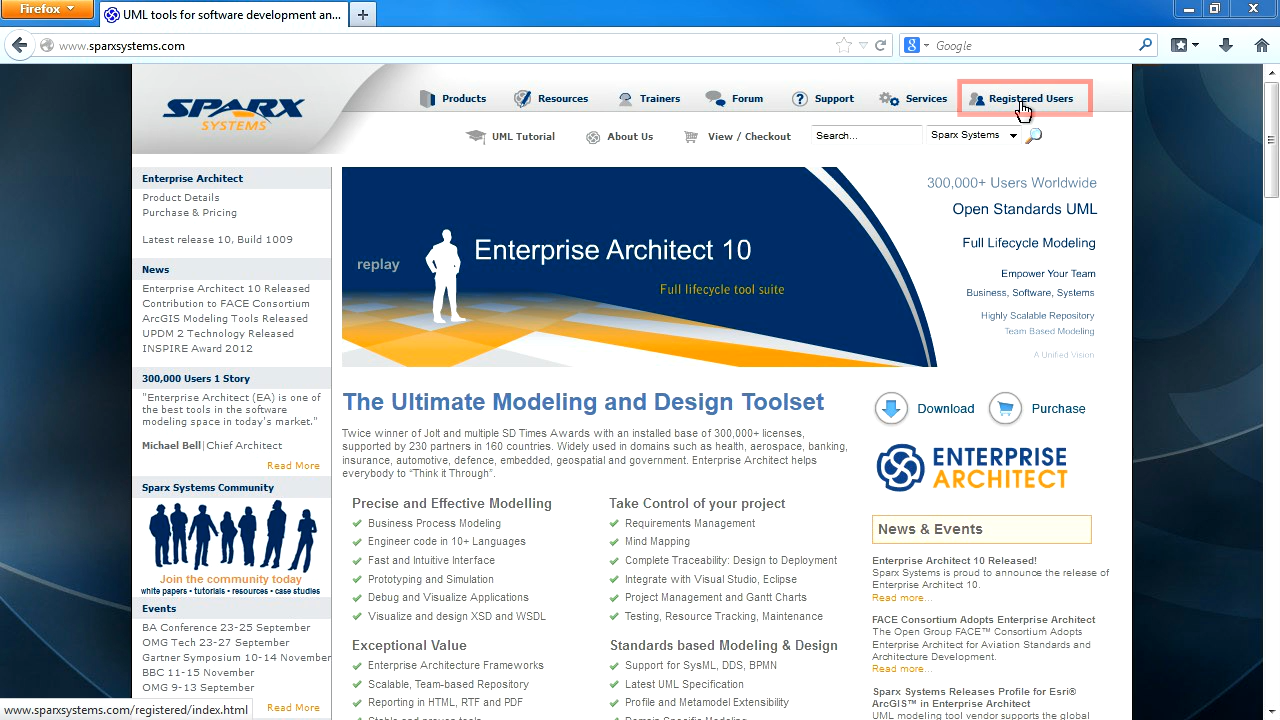 Firefox
UML tools for software development an...
www.sparxsystems.com
Google
SPARX
SYSTEMS
Products
Resources
Trainers
Forum
Support
Services
Registered Users
UML Tutorial
About Us
View / Checkout
Search...
Sparx Systems
Enterprise Architect
Product Details
Purchase & Pricing
Latest release 10, Build 1009
News
Enterprise Architect 10 Released
Contribution to FACE Consortium
ArcGIS Modeling Tools Released
UPDM 2 Technology Released
INSPIRE Award 2012
300,000 Users 1 Story
"Enterprise Architect (EA) is one of
the best tools in the software
modeling space in today's market."
Michael Bell|Chief Architect
Read More
Sparx Systems Community
Join the community today
white papers • tutorials • resources • case studies
Events
BA Conference 23-25 September
OMG Tech 23-27 September
Gartner Symposium 10-14 November
BBC 11-15 November
OMG 9-13 September
Read More
www.sparxsystems.com/registered/index.html
replay
Enterprise Architect 10
Full lifecycle tool suite
300,000+ Users Worldwide
Open Standards UML
Full Lifecycle Modeling
Empower Your Team
Business, Software, Systems
Highly Scalable Repository
Team Based Modeling
A Unified Vision
The Ultimate Modeling and Design Toolset
Twice winner of Jolt and multiple SD Times Awards with an installed base of 300,000+ licenses,
supported by 230 partners in 160 countries. Widely used in domains such as health, aerospace, banking,
insurance, automotive, defence, embedded, geospatial and government. Enterprise Architect helps
everybody to “Think it Through”.
Precise and Effective Modelling
Business Process Modeling
Engineer code in 10+ Languages
Fast and Intuitive Interface
Prototyping and Simulation
Debug and Visualize Applications
Visualize and design XSD and WSDL
Exceptional Value
Enterprise Architecture Frameworks
Scalable, Team-based Repository
Reporting in HTML, RTF and PDF
Take Control of your project
Requirements Management
Mind Mapping
Complete Traceability: Design to Deployment
Integrate with Visual Studio, Eclipse
Project Management and Gantt Charts
Testing, Resource Tracking, Maintenance
Standards based Modeling & Design
Support for SysML, DDS, BPMN
Latest UML Specification
Profile and Metamodel Extensibility
Download
Purchase
ENTERPRISE
ARCHITECT
News & Events
Enterprise Architect 10 Released!
Sparx Systems is proud to announce the release of
Enterprise Architect 10.
Read more...
FACE Consortium Adopts Enterprise Architect
The Open Group FACE™ Consortium Adopts
Enterprise Architect for Aviation Standards and
Architecture Development.
Read more...
Sparx Systems Releases Profile for Esri®
ArcGIS™ in Enterprise Architect
UML modeling tool vendor supports the global